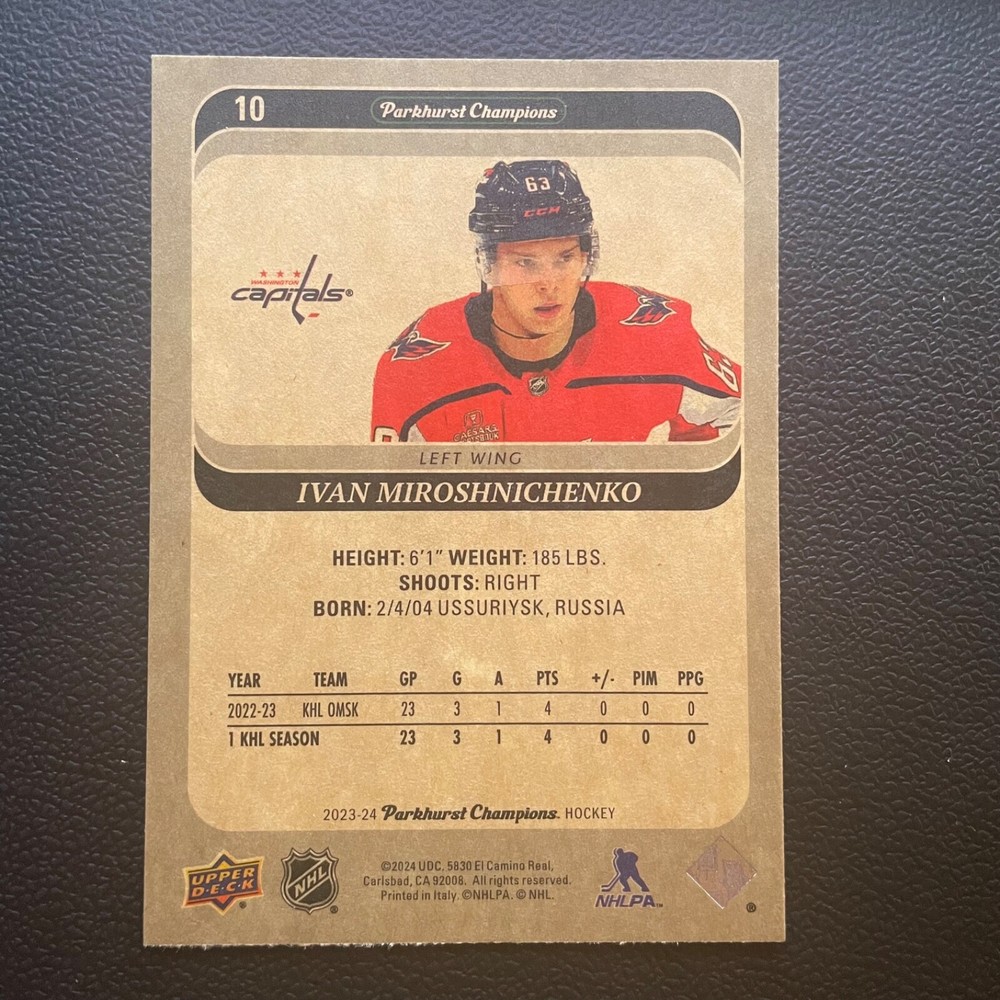 10 Parkhurst Champions
63
CCM
WASHINGTON
capitals®
63
CAESARS
LEFT WING
IVAN MIROSHNICHENKO
HEIGHT: 6'1" WEIGHT: 185 LBS.
SHOOTS: RIGHT
BORN: 2/4/04 USSURIYSK, RUSSIA
YEAR TEAM GP G A PTS +/- PIM PPG
2022-23 KHL OMSK 23 3 1 4 0 0 0
1 KHL SEASON 23 3 1 4 0 0 0
2023-24 Parkhurst Champions HOCKEY
UPPER DECK ® NHL ®
©2024 UDC. 5830 El Camino Real,
Carlsbad, CA 92008. All rights reserved.
Printed in Italy. ©NHLPA. © NHL.
NHLPA™ ®